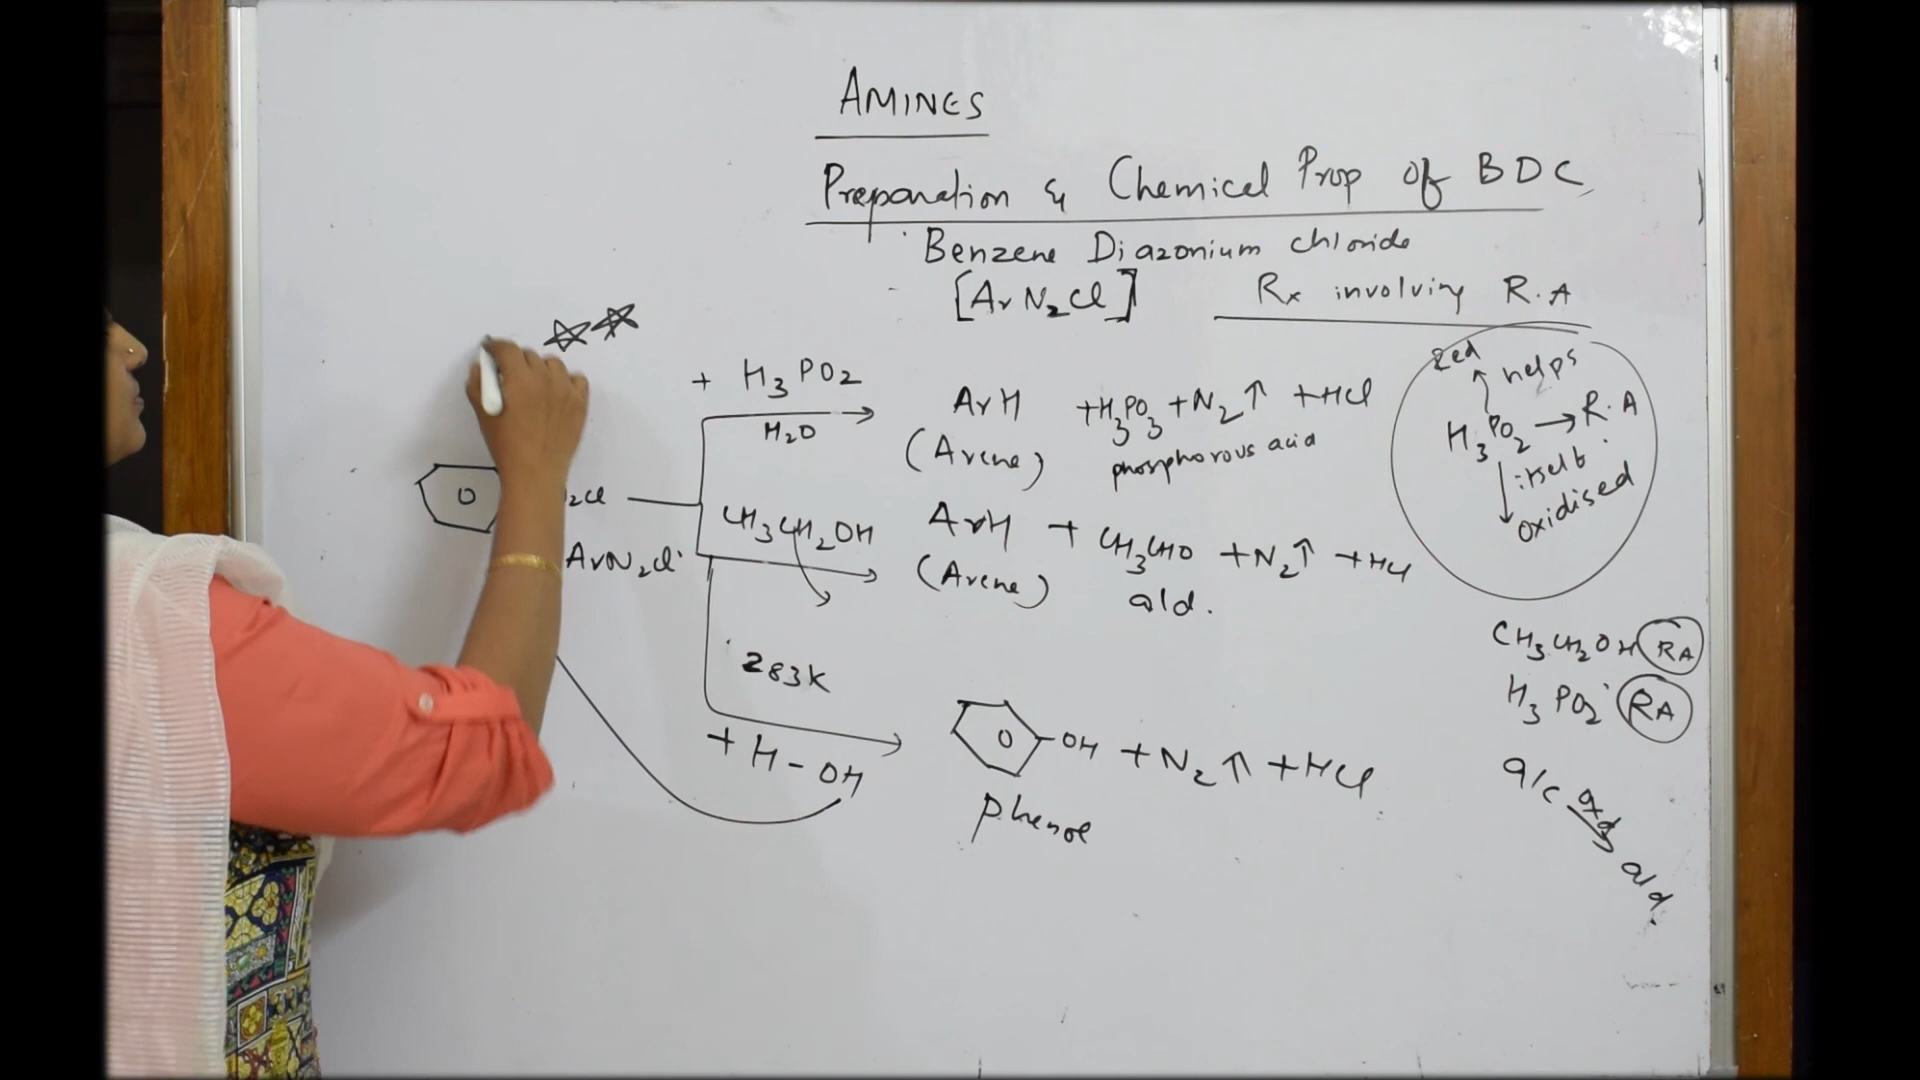 AMINES
Preparation & Chemical Prop Of BDC
Benzene Diazonium chloride
[ArN₂Cl]
Rx involving R.A
+ H₃PO₂
H₂O
ArH + H₃PO₃ + N₂↑ + HCl
(Arene) phosphorous acid
2ed helps
H₃PO₂ → R.A
itself
oxidised
₂Cl
ArN₂Cl
CH₃CH₂OH
ArH + CH₃CHO + N₂↑ + HCl
(Arene) ald.
283K
+ H-OH
-OH + N₂↑ + HCl
Phenol
CH₃CH₂OH RA
H₃PO₂ RA
alc oxd ald.